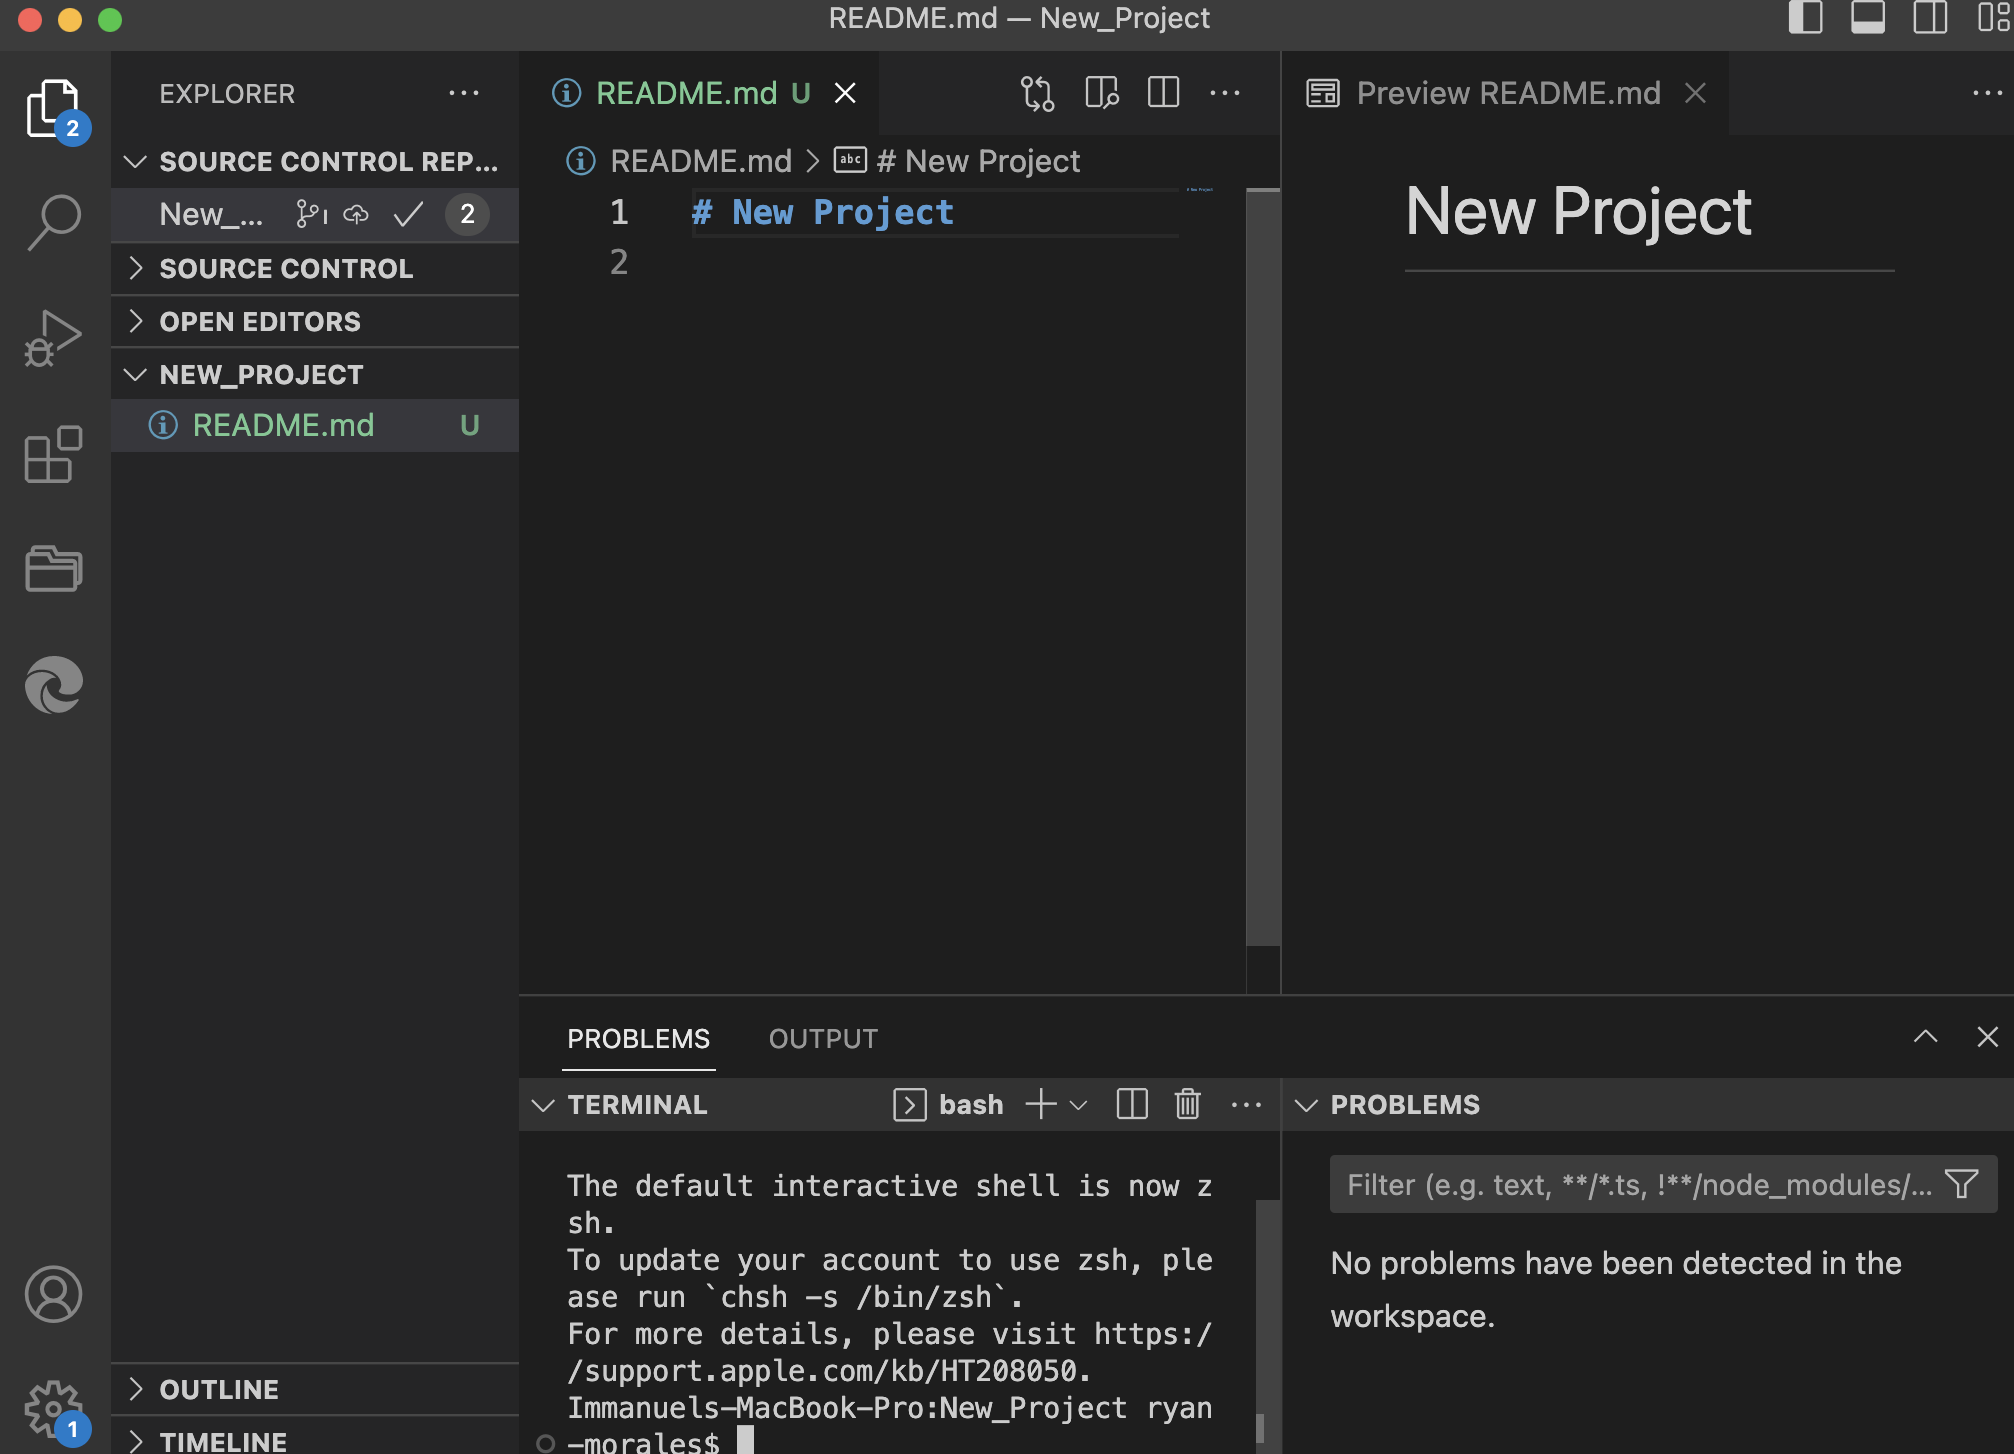 README.md — New_Project
EXPLORER
2
SOURCE CONTROL REP...
New_... 2
SOURCE CONTROL
OPEN EDITORS
NEW_PROJECT
README.md U
OUTLINE
TIMELINE
1
README.md U
README.md > abc # New Project
1 # New Project
2
Preview README.md
New Project
PROBLEMS OUTPUT
TERMINAL bash
The default interactive shell is now z
sh.
To update your account to use zsh, ple
ase run `chsh -s /bin/zsh`.
For more details, please visit https:/
/support.apple.com/kb/HT208050.
Immanuels-MacBook-Pro:New_Project ryan
-morales$
PROBLEMS
Filter (e.g. text, **/*.ts, !**/node_modules/...
No problems have been detected in the
workspace.